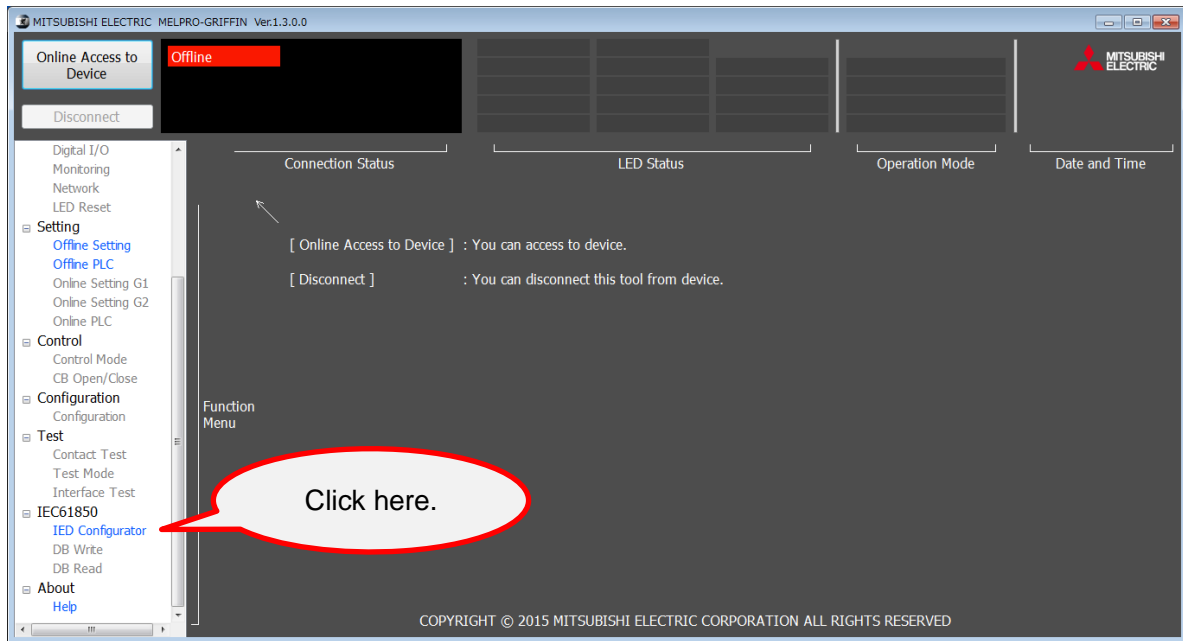 MITSUBISHI ELECTRIC MELPRO-GRIFFIN Ver.1.3.0.0
Online Access to
Device
Disconnect
Offline
MITSUBISHI
ELECTRIC
Connection Status
LED Status
Operation Mode
Date and Time
Digital I/O
Monitoring
Network
LED Reset
Setting
Offline Setting
Offline PLC
Online Setting G1
Online Setting G2
Online PLC
Control
Control Mode
CB Open/Close
Configuration
Configuration
Test
Contact Test
Test Mode
Interface Test
IEC61850
IED Configurator
DB Write
DB Read
About
Help
[ Online Access to Device ] : You can access to device.
[ Disconnect ] : You can disconnect this tool from device.
Function
Menu
Click here.
COPYRIGHT © 2015 MITSUBISHI ELECTRIC CORPORATION ALL RIGHTS RESERVED